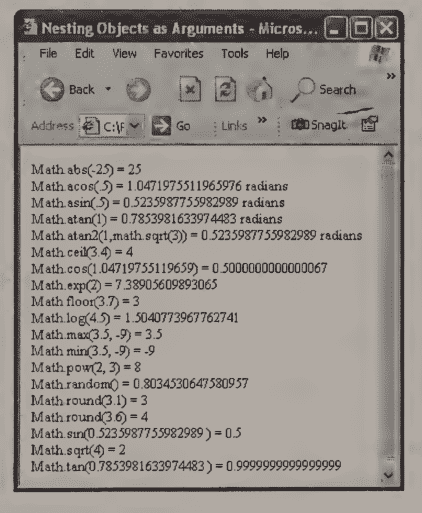 Nesting Objects as Arguments - Micros...
File Edit View Favorites Tools Help
Back Search
Address C:\F Go Links SnagIt
Math.abs(-25) = 25
Math.acos(.5) = 1.0471975511965976 radians
Math.asin(.5) = 0.5235987755982989 radians
Math.atan(1) = 0.7853981633974483 radians
Math.atan2(1,math.sqrt(3)) = 0.5235987755982989 radians
Math.ceil(3.4) = 4
Math.cos(1.04719755119659) = 0.5000000000000067
Math.exp(2) = 7.38905609893065
Math.floor(3.7) = 3
Math.log(4.5) = 1.5040773967762741
Math.max(3.5, -9) = 3.5
Math.min(3.5, -9) = -9
Math.pow(2, 3) = 8
Math.random() = 0.8034530647580957
Math.round(3.1) = 3
Math.round(3.6) = 4
Math.sin(0.5235987755982989 ) = 0.5
Math.sqrt(4) = 2
Math.tan(0.7853981633974483 ) = 0.9999999999999999